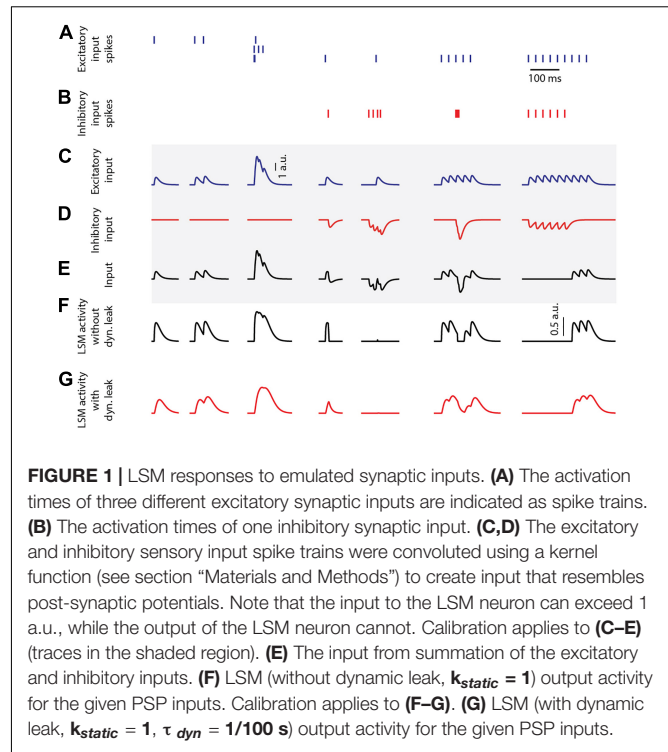 A
Excitatory
input
spikes
100 ms
B
Inhibitory
input
spikes
C
Excitatory
input
1 a.u.
D
Inhibitory
input
E
Input
F
LSM activity
without
dyn. leak
0.5 a.u.
G
LSM activity
with
dyn. leak
FIGURE 1 | LSM responses to emulated synaptic inputs. (A) The activation
times of three different excitatory synaptic inputs are indicated as spike trains.
(B) The activation times of one inhibitory synaptic input. (C,D) The excitatory
and inhibitory sensory input spike trains were convoluted using a kernel
function (see section “Materials and Methods”) to create input that resembles
post-synaptic potentials. Note that the input to the LSM neuron can exceed 1
a.u., while the output of the LSM neuron cannot. Calibration applies to (C–E)
(traces in the shaded region). (E) The input from summation of the excitatory
and inhibitory inputs. (F) LSM (without dynamic leak, kstatic = 1) output activity
for the given PSP inputs. Calibration applies to (F–G). (G) LSM (with dynamic
leak, kstatic = 1, τ dyn = 1/100 s) output activity for the given PSP inputs.